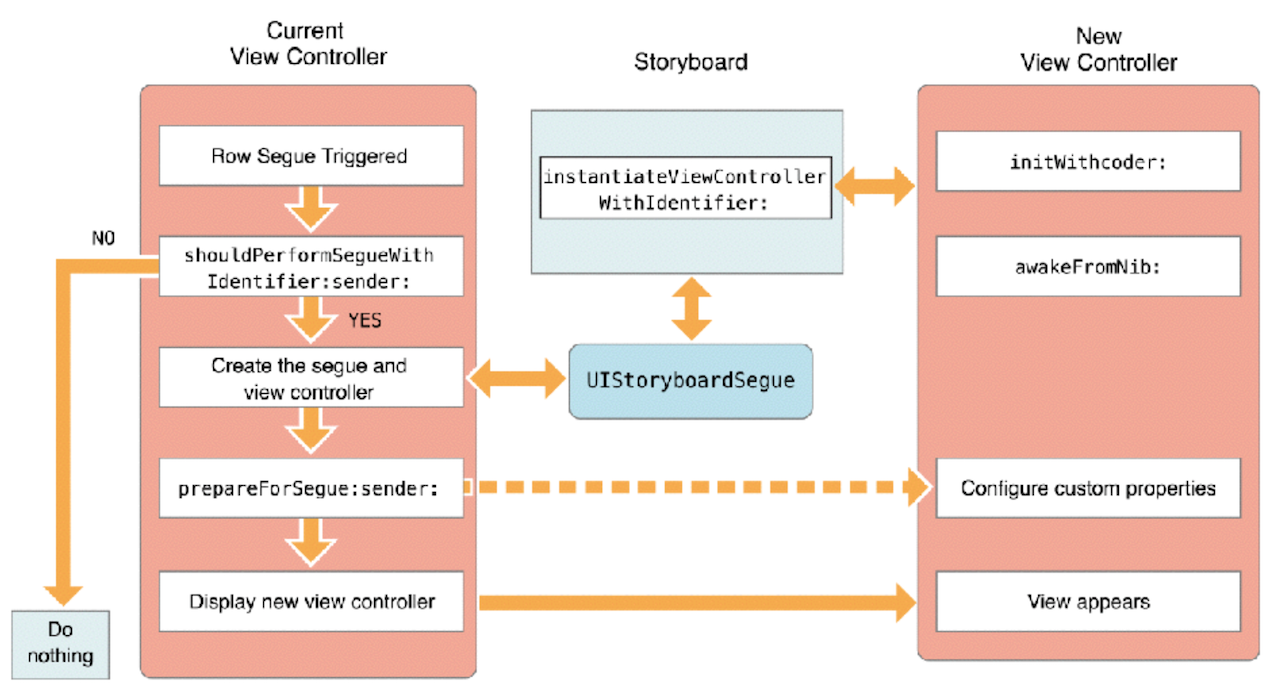 Current
View Controller
Row Segue Triggered
NO
shouldPerformSegueWith
Identifier:sender:
YES
Create the segue and
view controller
prepareForSegue:sender:
Display new view controller
Do
nothing
Storyboard
instantiateViewController
WithIdentifier:
UIStoryboardSegue
New
View Controller
initWithcoder:
awakeFromNib:
Configure custom properties
View appears